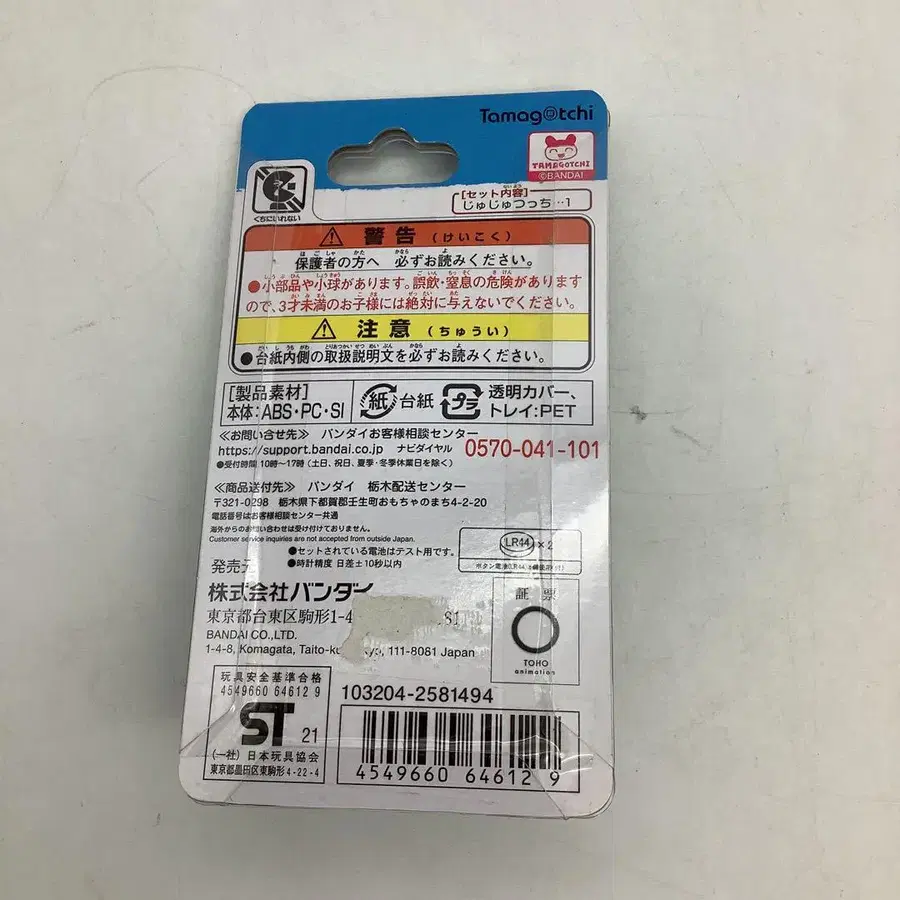 Tamagotchi
TAMAGOTCHI
©BANDAI
くちにいれない
[セット内容]
じゅじゅつっち…1
警告(けいこく)
保護者の方へ 必ずお読みください。
●小部品や小球があります。誤飲・窒息の危険があります
ので、3才未満のお子様には絶対に与えないでください。
注意(ちゅうい)
●台紙内側の取扱説明文を必ずお読みください。
[製品素材]
本体:ABS・PC・SI
紙 台紙
プラ 透明カバー、
トレイ:PET
≪お問い合せ先≫ バンダイお客様相談センター
https://support.bandai.co.jp ナビダイヤル 0570-041-101
●受付時間 10時〜17時(土日、祝日、夏季・冬季休業日を除く)
≪商品送付先≫ バンダイ 栃木配送センター
〒321-0298 栃木県下都賀郡壬生町おもちゃのまち4-2-20
電話番号はお客様相談センター共通
海外からのお問い合わせは受け付けておりません。
Customer service inquiries are not accepted from outside Japan.
●セットされている電池はテスト用です。
●時計精度 日差±10秒以内
LR44 ×2
発売元
株式会社バンダイ
東京都台東区駒形1-4 81
BANDAI CO.,LTD.
1-4-8, Komagata, Taito-ku 111-8081 Japan
証票
TOHO
animation
玩具安全基準合格
4549660 64612 9
ST 21
(一社)日本玩具協会
東京都墨田区東駒形4-22-4
103204-2581494
4549660 646129